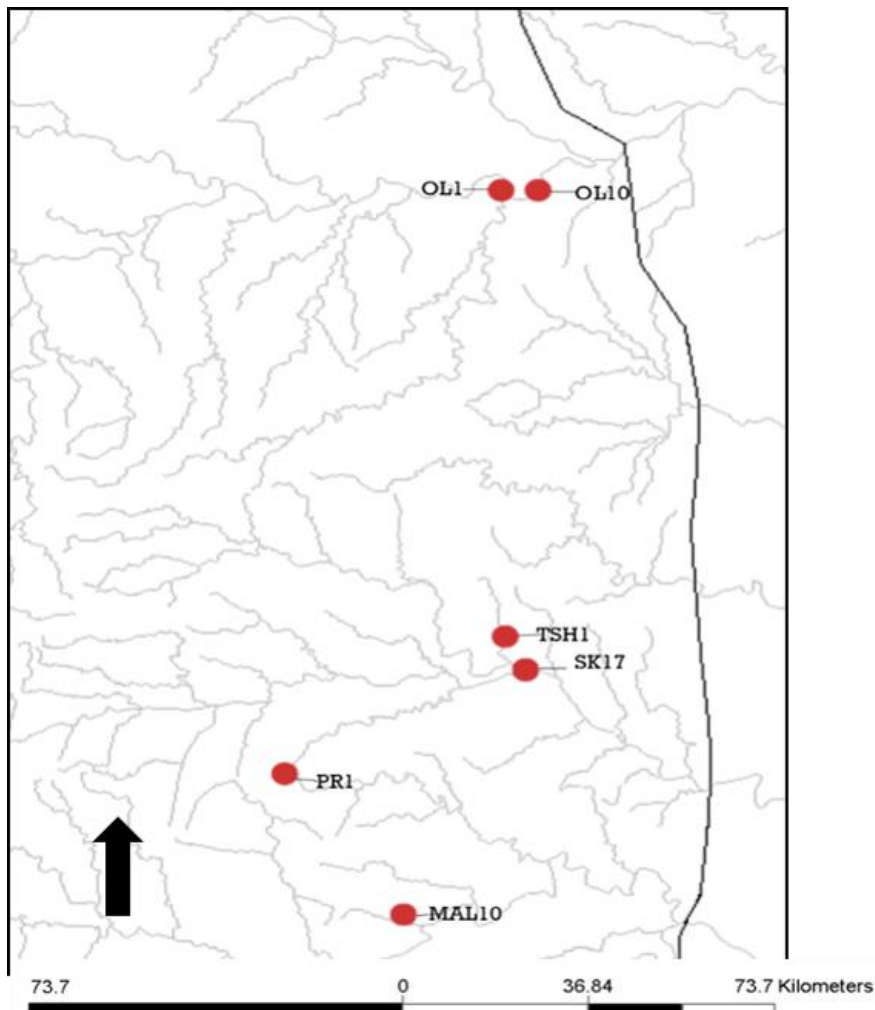 OL1
OL10
TSH1
SK17
PR1
MAL10
73.7 0 36.84 73.7 Kilometers